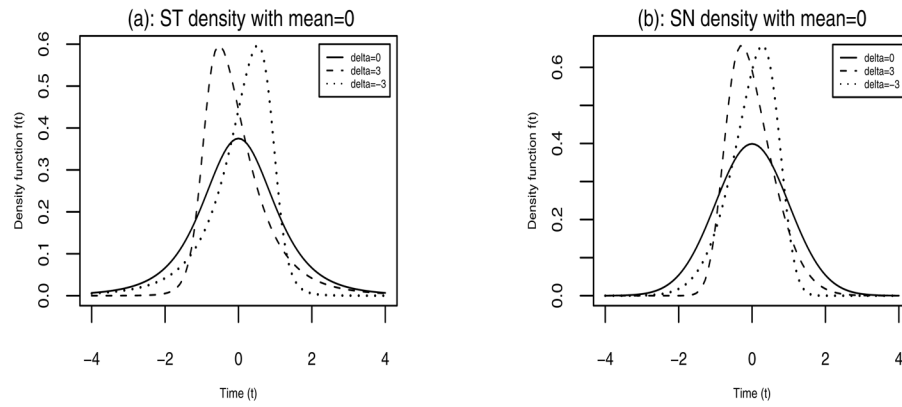 (a): ST density with mean=0
Density function f(t)
0.0 0.1 0.2 0.3 0.4 0.5 0.6
delta=0
delta=3
delta=−3
−4 −2 0 2 4
Time (t)
(b): SN density with mean=0
Density function f(t)
0.0 0.2 0.4 0.6
delta=0
delta=3
delta=−3
−4 −2 0 2 4
Time (t)